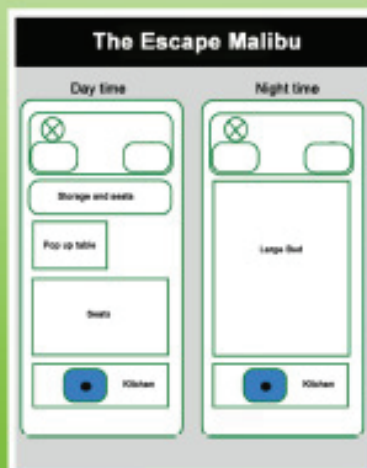 The Escape Malibu
Day time
Night time
Storage and seats
Pop up table
Large Bed
Seats
Kitchen
Kitchen